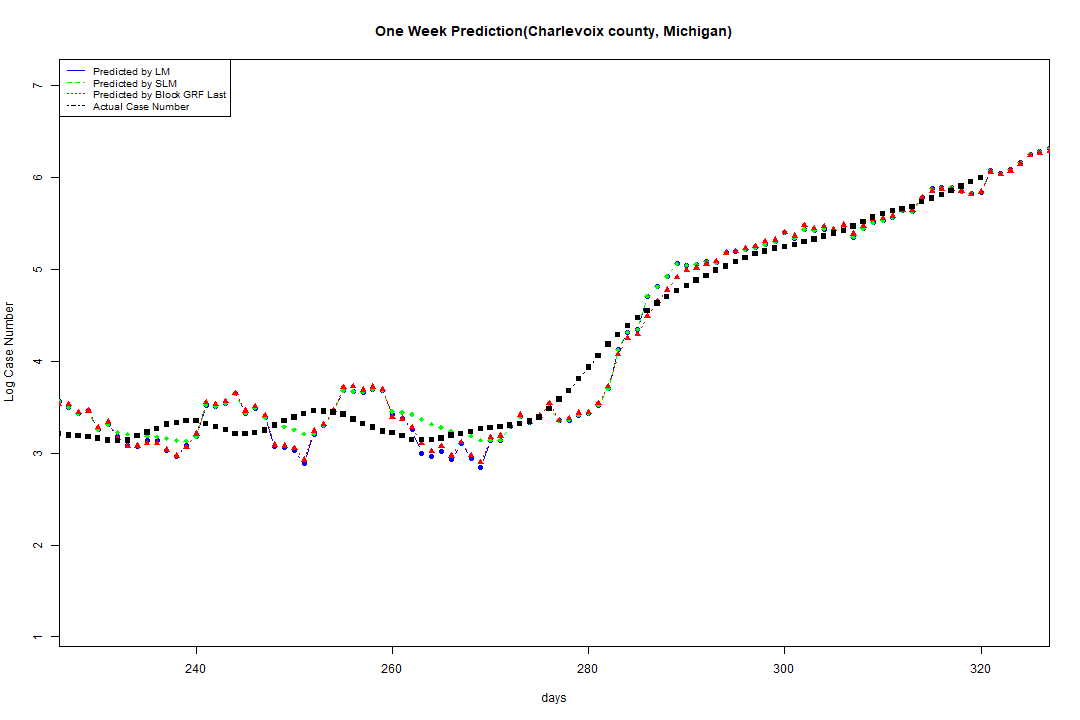 One Week Prediction(Charlevoix county, Michigan)
Predicted by LM
Predicted by SLM
Predicted by Block GRF Last
Actual Case Number
7
6
5
4
3
2
1
Log Case Number
240 260 280 300 320
days